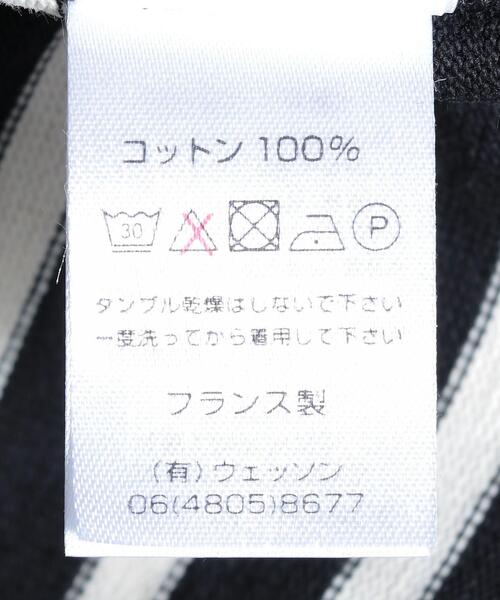 コットン 100%
30 P
タンブル乾燥はしないで下さい
一度洗ってから着用して下さい
フランス製
(有) ウェッソン
06(4805)8677